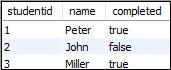 studentid name completed
1 Peter true
2 John false
3 Miller true